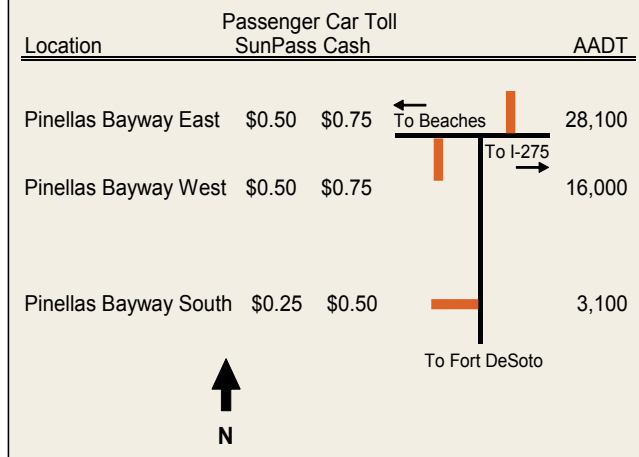 Passenger Car Toll
Location SunPass Cash AADT
Pinellas Bayway East $0.50 $0.75 To Beaches 28,100
To I-275
Pinellas Bayway West $0.50 $0.75 16,000
Pinellas Bayway South $0.25 $0.50 3,100
To Fort DeSoto
N